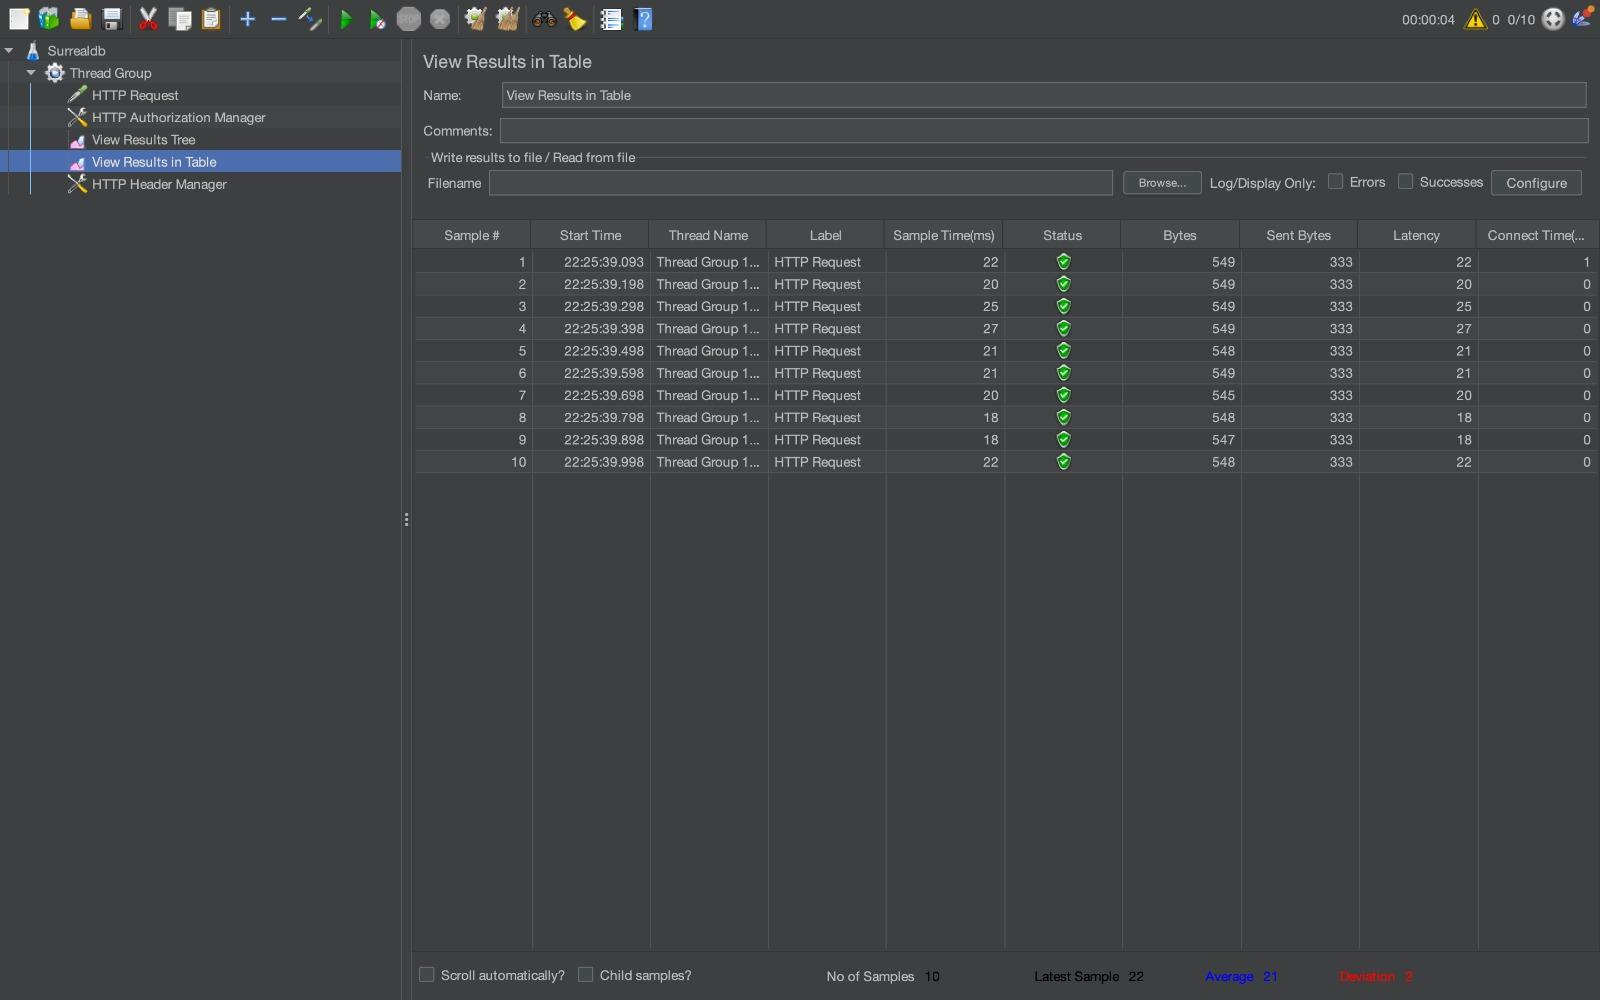 00:00:04 0 0/10
Surrealdb
Thread Group
HTTP Request
HTTP Authorization Manager
View Results Tree
View Results in Table
HTTP Header Manager
View Results in Table
Name: View Results in Table
Comments:
Write results to file / Read from file
Filename Browse... Log/Display Only: Errors Successes Configure
Sample # Start Time Thread Name Label Sample Time(ms) Status Bytes Sent Bytes Latency Connect Time(...
1 22:25:39.093 Thread Group 1... HTTP Request 22 549 333 22 1
2 22:25:39.198 Thread Group 1... HTTP Request 20 549 333 20 0
3 22:25:39.298 Thread Group 1... HTTP Request 25 549 333 25 0
4 22:25:39.398 Thread Group 1... HTTP Request 27 549 333 27 0
5 22:25:39.498 Thread Group 1... HTTP Request 21 548 333 21 0
6 22:25:39.598 Thread Group 1... HTTP Request 21 549 333 21 0
7 22:25:39.698 Thread Group 1... HTTP Request 20 545 333 20 0
8 22:25:39.798 Thread Group 1... HTTP Request 18 548 333 18 0
9 22:25:39.898 Thread Group 1... HTTP Request 18 547 333 18 0
10 22:25:39.998 Thread Group 1... HTTP Request 22 548 333 22 0
Scroll automatically? Child samples? No of Samples 10 Latest Sample 22 Average 21 Deviation 2